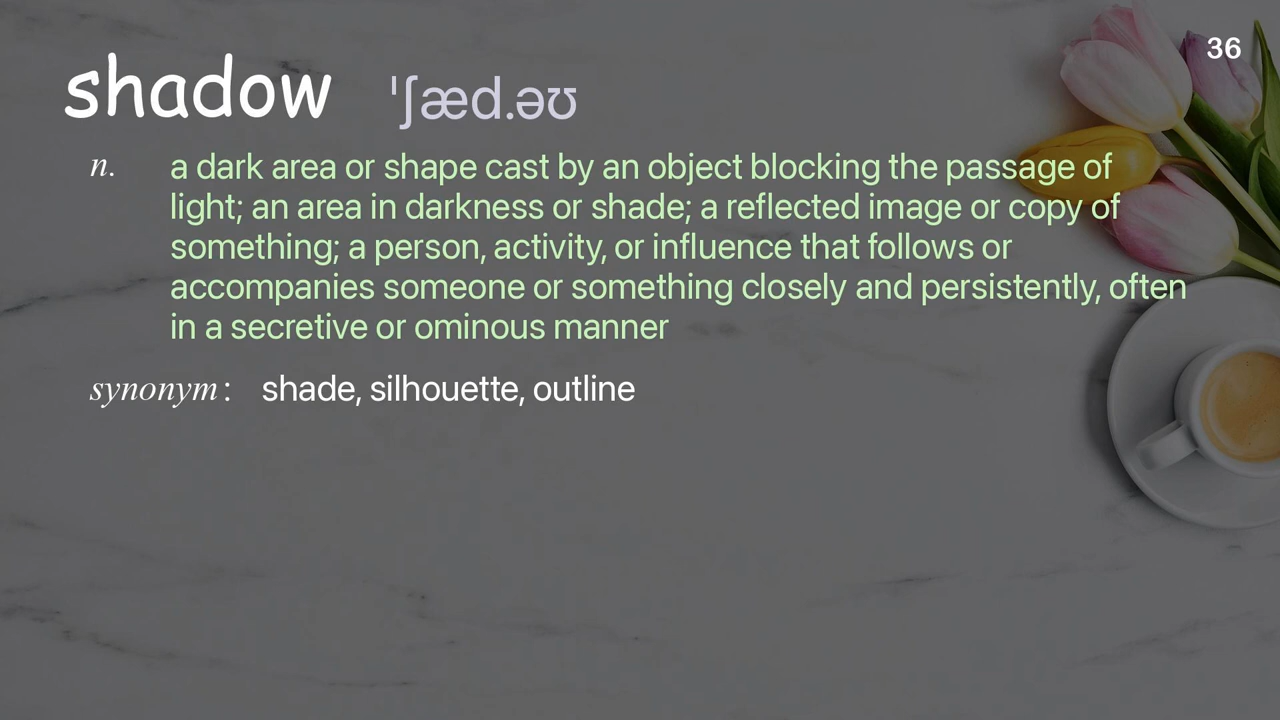 36
shadow ˈʃæd.əʊ
n. a dark area or shape cast by an object blocking the passage of
light; an area in darkness or shade; a reflected image or copy of
something; a person, activity, or influence that follows or
accompanies someone or something closely and persistently, often
in a secretive or ominous manner
synonym: shade, silhouette, outline